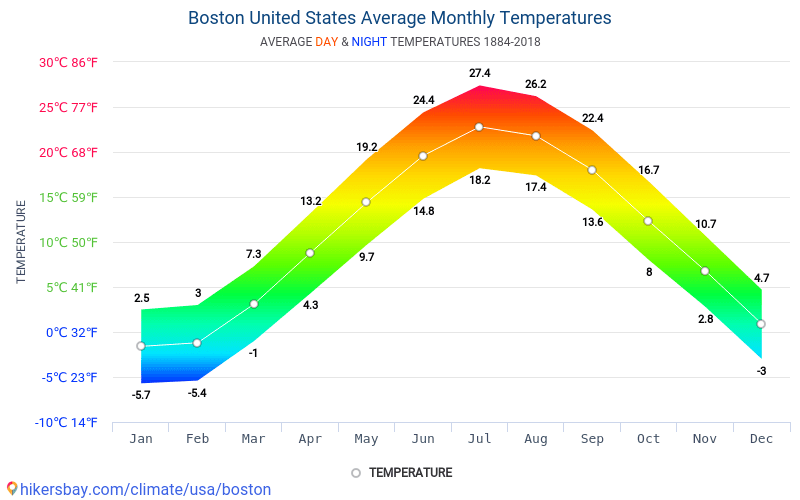 Boston United States Average Monthly Temperatures
AVERAGE DAY & NIGHT TEMPERATURES 1884-2018
30℃ 86℉
25℃ 77℉
20℃ 68℉
15℃ 59℉
10℃ 50℉
5℃ 41℉
0℃ 32℉
-5℃ 23℉
-10℃ 14℉
TEMPERATURE
2.5 3 7.3 13.2 19.2 24.4 27.4 26.2 22.4 16.7 10.7 4.7
-5.7 -5.4 -1 4.3 9.7 14.8 18.2 17.4 13.6 8 2.8 -3
Jan Feb Mar Apr May Jun Jul Aug Sep Oct Nov Dec
TEMPERATURE
hikersbay.com/climate/usa/boston